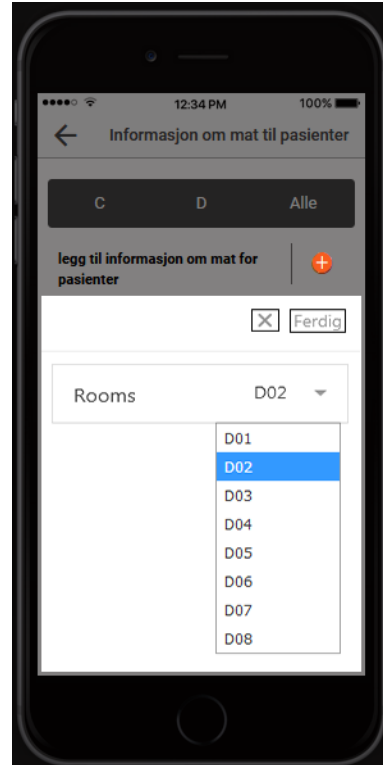 12:34 PM 100%
Informasjon om mat til pasienter
C D Alle
legg til informasjon om mat for
pasienter
Ferdig
Rooms D02
D01
D02
D03
D04
D05
D06
D07
D08